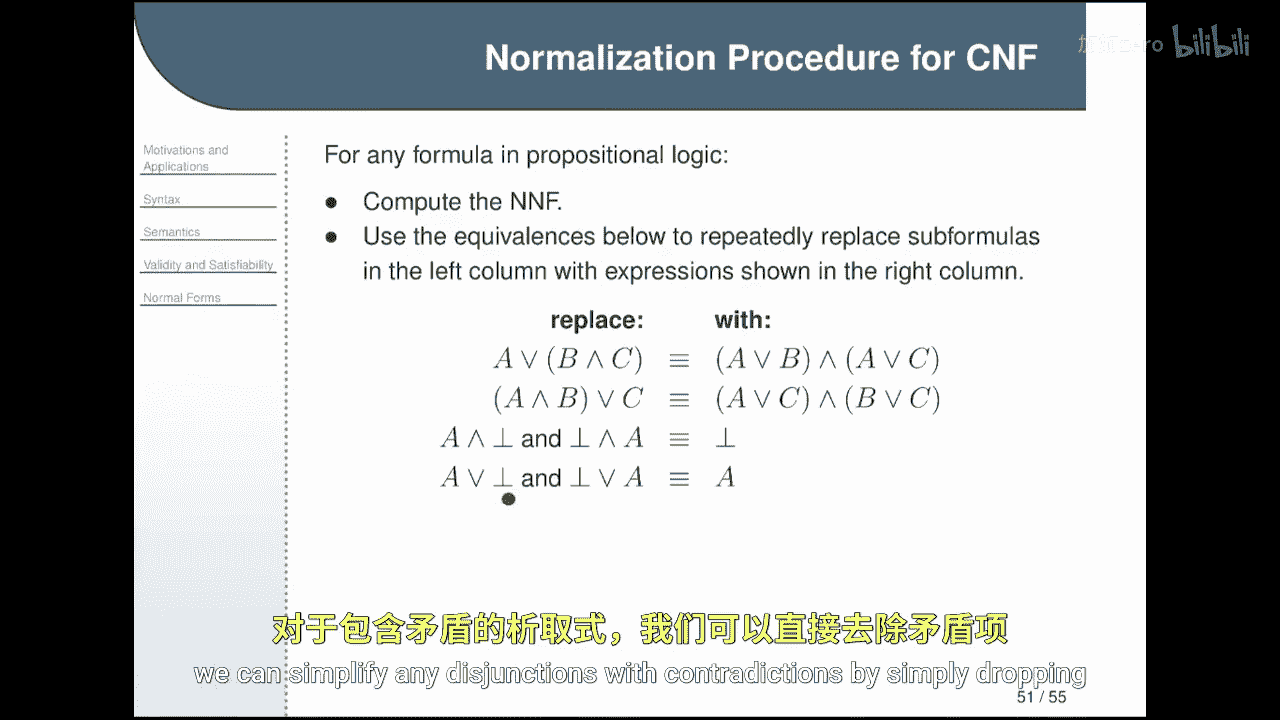 Normalization Procedure for CNF
bilibili
Motivations and
Applications
Syntax
Semantics
Validity and Satisfiability
Normal Forms
For any formula in propositional logic:
● Compute the NNF.
● Use the equivalences below to repeatedly replace subformulas
in the left column with expressions shown in the right column.
replace: with:
A ∨ (B ∧ C) ≡ (A ∨ B) ∧ (A ∨ C)
(A ∧ B) ∨ C ≡ (A ∨ C) ∧ (B ∨ C)
A ∧ ⊥ and ⊥ ∧ A ≡ ⊥
A ∨ ⊥ and ⊥ ∨ A ≡ A
对于包含矛盾的析取式，我们可以直接去除矛盾项
we can simplify any disjunctions with contradictions by simply dropping
51 / 55